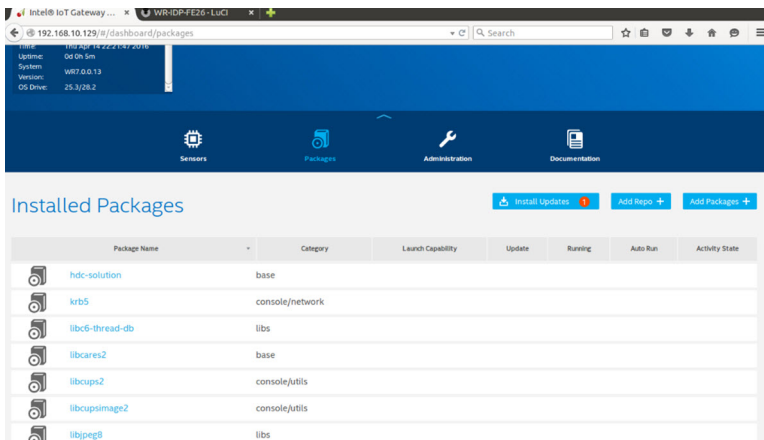 Intel® IoT Gateway ... × WR-IDP-FE26 - LuCI ×
192.168.10.129/#/dashboard/packages Search
Time: Thu Apr 14 22:21:47 2016
Uptime: 0d 0h 5m
System Version: WR7.0.0.13
OS Drive: 25.3/28.2
Sensors Packages Administration Documentation
Installed Packages Install Updates 1 Add Repo + Add Packages +
Package Name Category Launch Capability Update Running Auto Run Activity State
hdc-solution base
krb5 console/network
libc6-thread-db libs
libcares2 base
libcups2 console/utils
libcupsimage2 console/utils
libjpeg8 libs